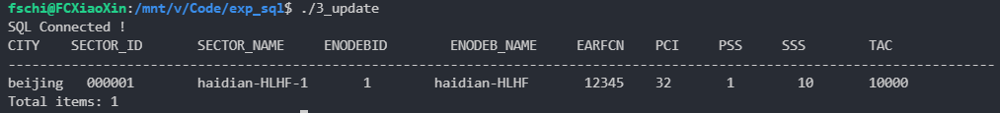 fschi@FCXiaoXin:/mnt/v/Code/exp_sql$ ./3_update
SQL Connected !
CITY    SECTOR_ID       SECTOR_NAME     ENODEBID        ENODEB_NAME     EARFCN    PCI     PSS     SSS        TAC
-----------------------------------------------------------------------------------------------------------------------------
beijing   000001        haidian-HLHF-1       1        haidian-HLHF       12345    32       1        10       10000
Total items: 1